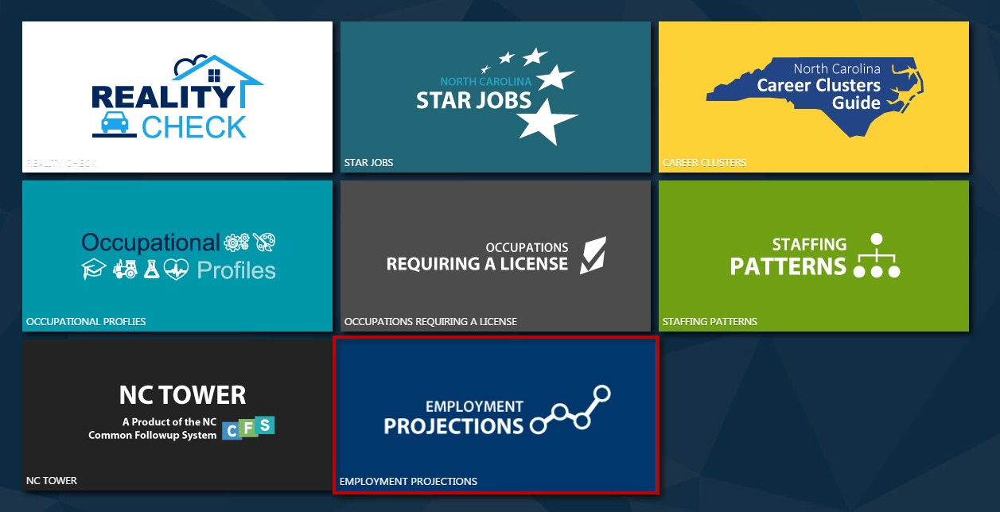 REALITY
CHECK
REALITY CHECK
NORTH CAROLINA
STAR JOBS
STAR JOBS
North Carolina
Career Clusters
Guide
CAREER CLUSTERS
Occupational
Profiles
OCCUPATIONAL PROFLIES
OCCUPATIONS
REQUIRING A LICENSE
OCCUPATIONS REQUIRING A LICENSE
STAFFING
PATTERNS
STAFFING PATTERNS
NC TOWER
A Product of the NC
Common Followup System
CFS
NC TOWER
EMPLOYMENT
PROJECTIONS
EMPLOYMENT PROJECTIONS